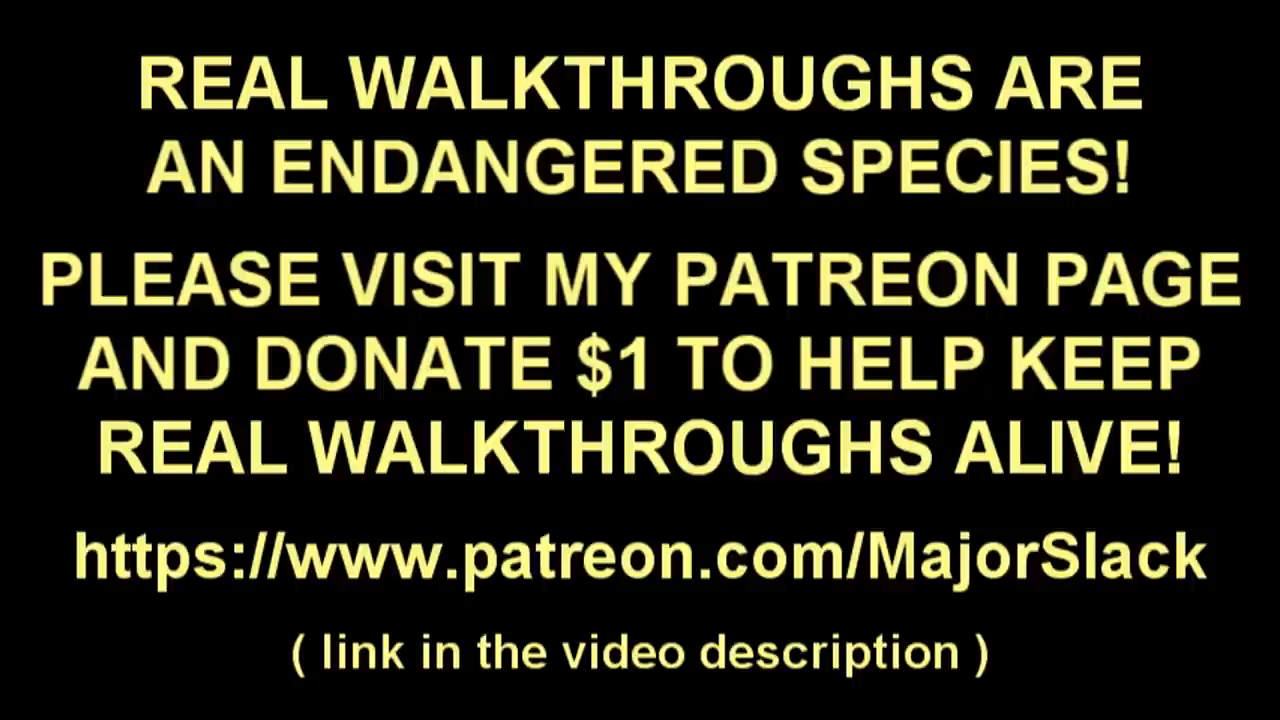 REAL WALKTHROUGHS ARE
AN ENDANGERED SPECIES!
PLEASE VISIT MY PATREON PAGE
AND DONATE $1 TO HELP KEEP
REAL WALKTHROUGHS ALIVE!
https://www.patreon.com/MajorSlack
( link in the video description )